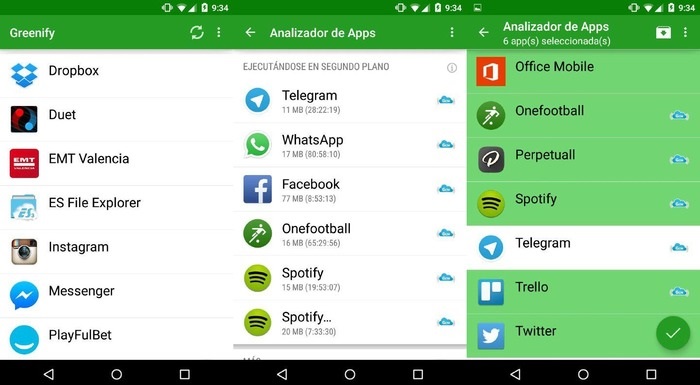 9:34
Greenify
Dropbox
Duet
EMT
EMT Valencia
ES
ES File Explorer
Instagram
Messenger
PlayFulBet
9:34
Analizador de Apps
EJECUTÁNDOSE EN SEGUNDO PLANO
Telegram
11 MB (28:22:19)
WhatsApp
17 MB (80:58:10)
Facebook
77 MB (8:53:13)
Onefootball
16 MB (65:29:56)
Spotify
15 MB (19:53:07)
Spotify...
20 MB (7:33:30)
MÁS
9:34
Analizador de Apps
6 app(s) seleccionada(s)
Office Mobile
Onefootball
Perpetuall
Spotify
Telegram
Trello
Twitter